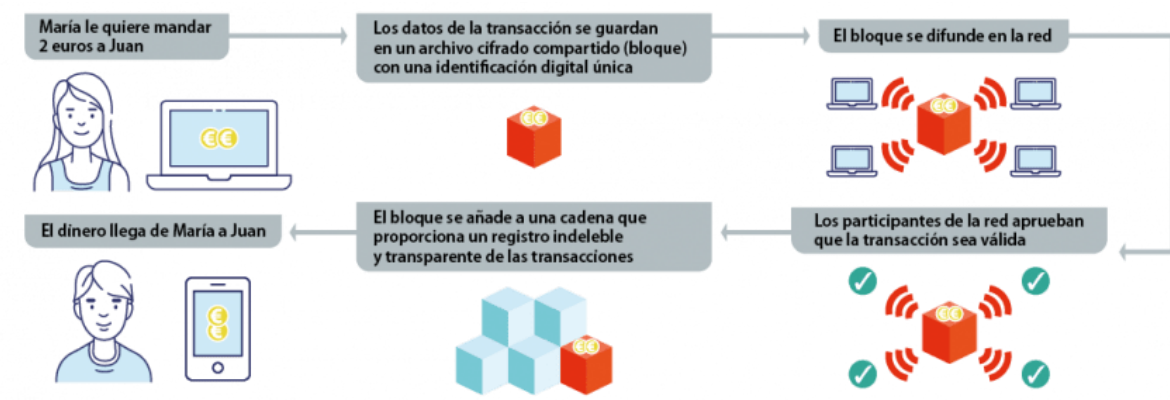 María le quiere mandar
2 euros a Juan
Los datos de la transacción se guardan
en un archivo cifrado compartido (bloque)
con una identificación digital única
El bloque se difunde en la red
Los participantes de la red aprueban
que la transacción sea válida
El bloque se añade a una cadena que
proporciona un registro indeleble
y transparente de las transacciones
El dinero llega de María a Juan